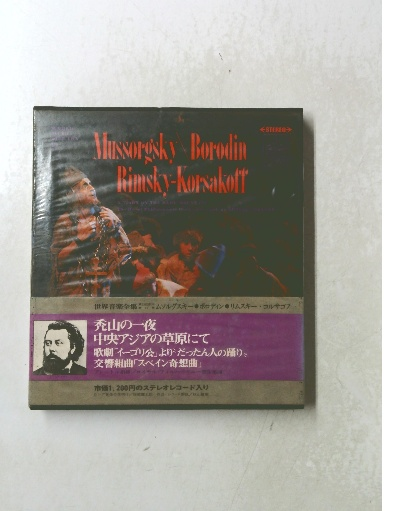 STEREO
Mussorgsky Borodin
Rimsky-Korsakoff
世界音楽全集 ムソルグスキー●ボロディン●リムスキー・コルサコフ
禿山の一夜
中央アジアの草原にて
歌劇「イーゴリ公」より「だったん人の踊り」
交響組曲「スペイン奇想曲」
市価1,200円のステレオレコード入り